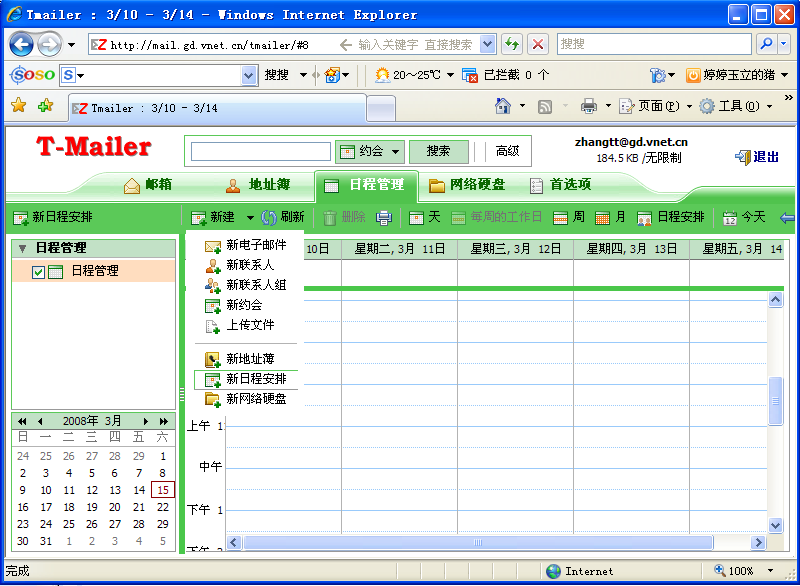 Tmailer : 3/10 - 3/14 - Windows Internet Explorer
http://mail.gd.vnet.cn/tmailer/#8 输入关键字 直接搜索 搜搜
SOSO S 搜搜 20~25℃ 已拦截 0 个 婷婷玉立的猪
Tmailer : 3/10 - 3/14 页面(P) 工具(O) »
T-Mailer 约会 搜索 高级 zhangtt@gd.vnet.cn
184.5 KB /无限制 退出
邮箱 地址簿 日程管理 网络硬盘 首选项
新日程安排 新建 刷新 删除 天 每周的工作日 周 月 日程安排 12 今天
日程管理
日程管理
新电子邮件
新联系人
新联系人组
新约会
上传文件
新地址薄
新日程安排
新网络硬盘
10日 星期二, 3月 11日 星期三, 3月 12日 星期四, 3月 13日 星期五, 3月 14
上午 1
中午
下午 1
下午 2
2008年 3月
日 一 二 三 四 五 六
24 25 26 27 28 29 1
2 3 4 5 6 7 8
9 10 11 12 13 14 15
16 17 18 19 20 21 22
23 24 25 26 27 28 29
30 31 1 2 3 4 5
完成 Internet 100%